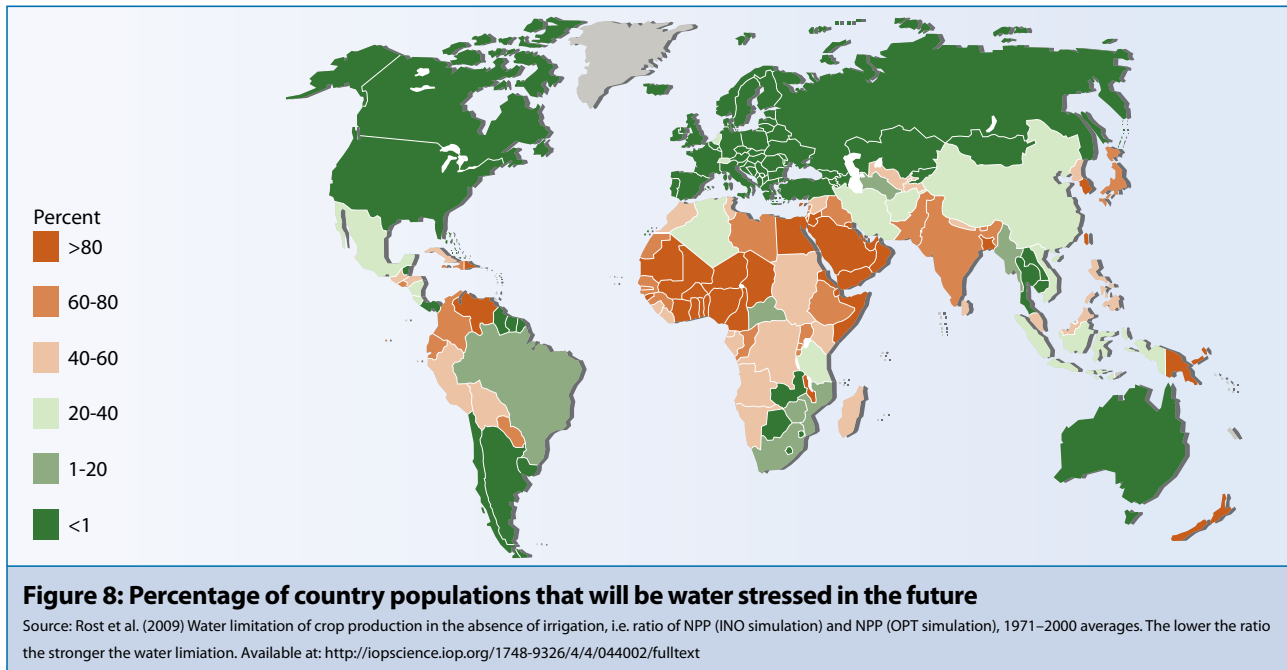 Percent
>80
60-80
40-60
20-40
1-20
<1
Figure 8: Percentage of country populations that will be water stressed in the future
Source: Rost et al. (2009) Water limitation of crop production in the absence of irrigation, i.e. ratio of NPP (INO simulation) and NPP (OPT simulation), 1971–2000 averages. The lower the ratio
the stronger the water limiation. Available at: http://iopscience.iop.org/1748-9326/4/4/044002/fulltext